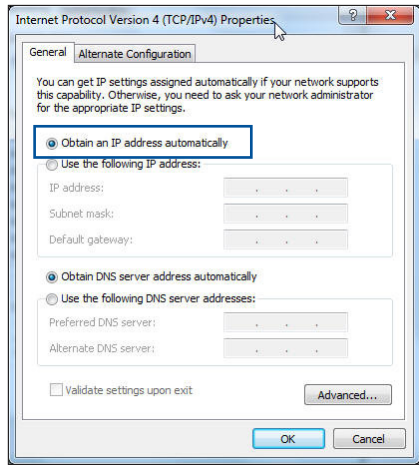 Internet Protocol Version 4 (TCP/IPv4) Properties
General Alternate Configuration
You can get IP settings assigned automatically if your network supports
this capability. Otherwise, you need to ask your network administrator
for the appropriate IP settings.
Obtain an IP address automatically
Use the following IP address:
IP address:
Subnet mask:
Default gateway:
Obtain DNS server address automatically
Use the following DNS server addresses:
Preferred DNS server:
Alternate DNS server:
Validate settings upon exit
Advanced...
OK Cancel